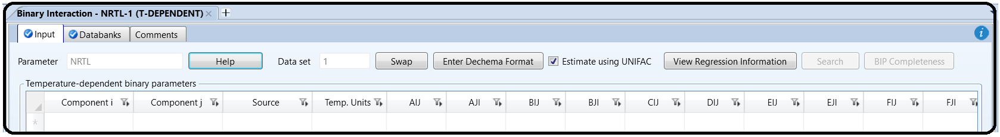 Binary Interaction - NRTL-1 (T-DEPENDENT) × +
Input Databanks Comments i
Parameter NRTL Help Data set 1 Swap Enter Dechema Format Estimate using UNIFAC View Regression Information Search BIP Completeness
Temperature-dependent binary parameters
Component i Component j Source Temp. Units AIJ AJI BIJ BJI CIJ DIJ EIJ EJI FIJ FJI
*